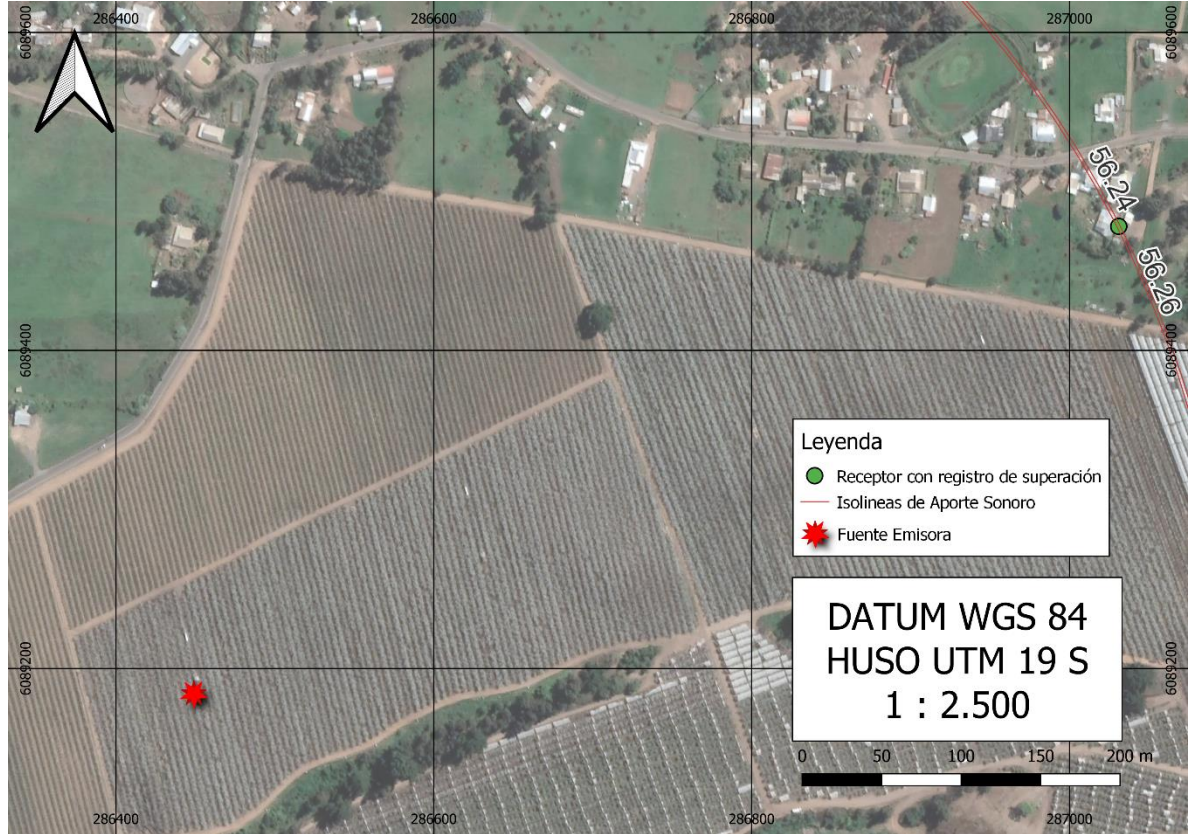 286400
286600
286800
287000
6089600
6089600
56.24
56.26
6089400
6089400
Leyenda
Receptor con registro de superación
Isolineas de Aporte Sonoro
Fuente Emisora
DATUM WGS 84
HUSO UTM 19 S
1 : 2.500
6089200
6089200
0 50 100 150 200 m
286400
286600
286800
287000